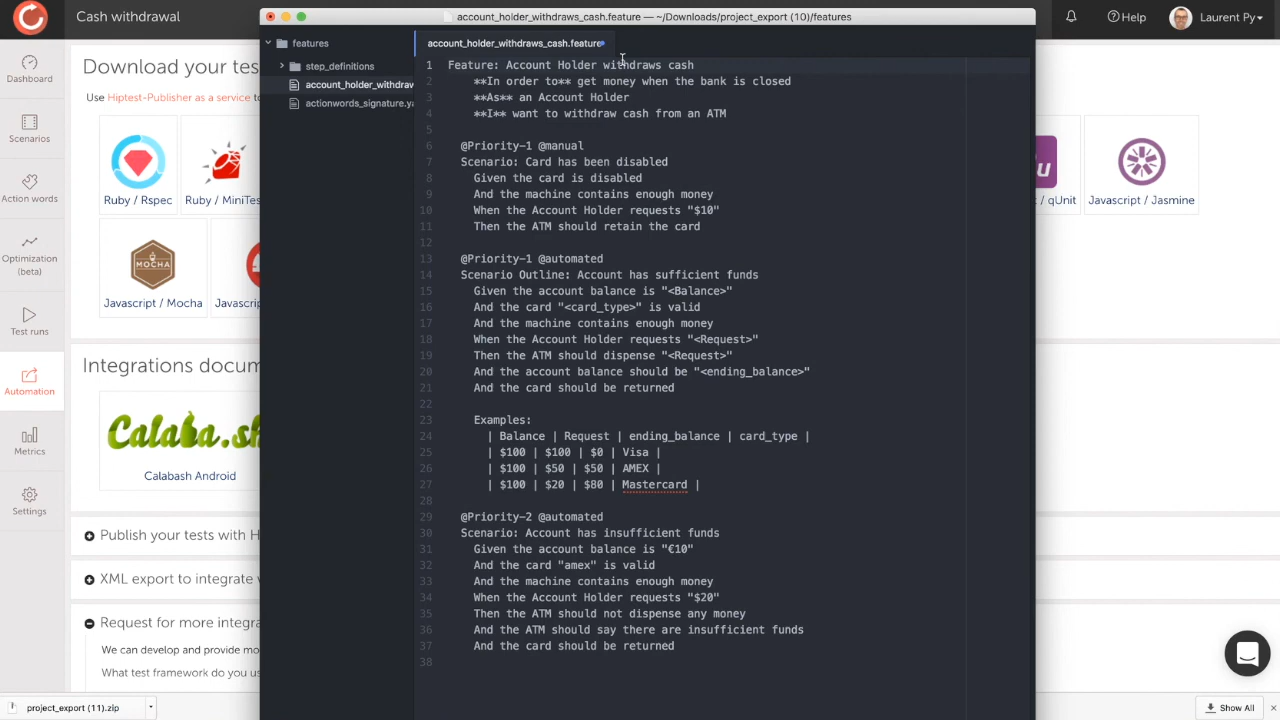 Cash withdrawal
account_holder_withdraws_cash.feature — ~/Downloads/project_export (10)/features
Help
Laurent Py
Dashboard
Scenarios
Action words
Optimization
(beta)
Test runs
Automation
Metrics
Settings
Download your tes
Use Hiptest-Publisher as a service to
Ruby / Rspec
Ruby / MiniTes
MOCHA
Javascript / Mocha
Javasc
Integrations docum
Calaba.sh
Calabash Android
Publish your tests with H
XML export to integrate
Request for more integra
We can develop and provide mo
What test framework do you us
features
step_definitions
account_holder_withdraw
actionwords_signature.ya
account_holder_withdraws_cash.feature
1 Feature: Account Holder withdraws cash
2 **In order to** get money when the bank is closed
3 **As** an Account Holder
4 **I** want to withdraw cash from an ATM
5
6 @Priority-1 @manual
7 Scenario: Card has been disabled
8 Given the card is disabled
9 And the machine contains enough money
10 When the Account Holder requests "$10"
11 Then the ATM should retain the card
12
13 @Priority-1 @automated
14 Scenario Outline: Account has sufficient funds
15 Given the account balance is "<Balance>"
16 And the card "<card_type>" is valid
17 And the machine contains enough money
18 When the Account Holder requests "<Request>"
19 Then the ATM should dispense "<Request>"
20 And the account balance should be "<ending_balance>"
21 And the card should be returned
22
23 Examples:
24 | Balance | Request | ending_balance | card_type |
25 | $100 | $100 | $0 | Visa |
26 | $100 | $50 | $50 | AMEX |
27 | $100 | $20 | $80 | Mastercard |
28
29 @Priority-2 @automated
30 Scenario: Account has insufficient funds
31 Given the account balance is "€10"
32 And the card "amex" is valid
33 And the machine contains enough money
34 When the Account Holder requests "$20"
35 Then the ATM should not dispense any money
36 And the ATM should say there are insufficient funds
37 And the card should be returned
38
u
/ qUnit
Javascript / Jasmine
project_export (11).zip
Show All